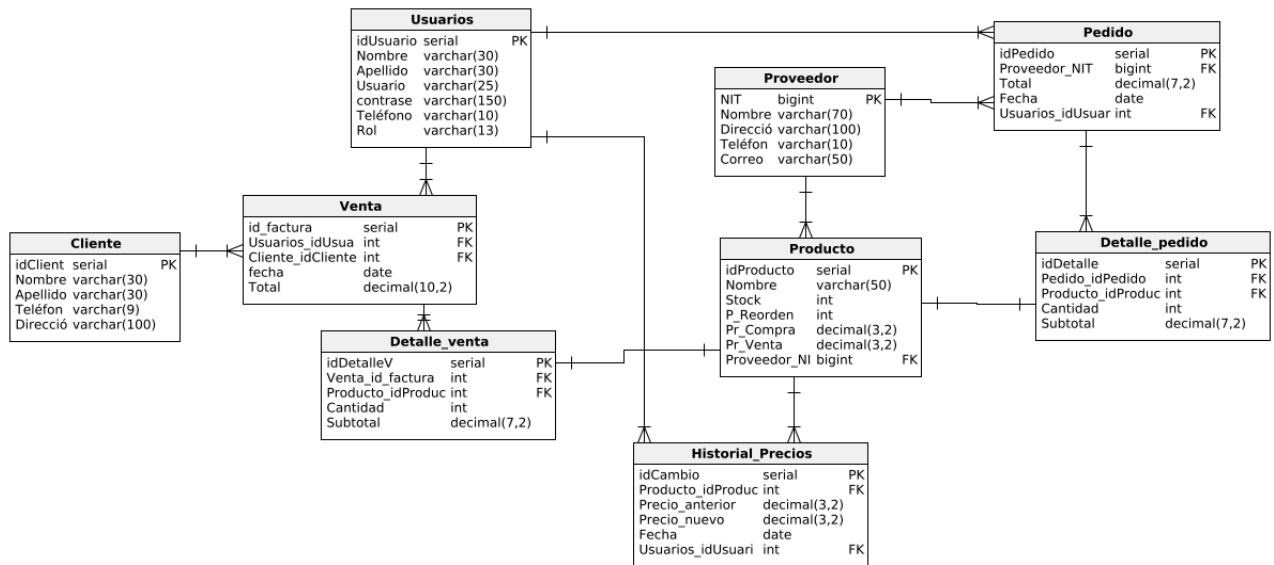 Usuarios
idUsuario serial PK
Nombre varchar(30)
Apellido varchar(30)
Usuario varchar(25)
contrase varchar(150)
Teléfono varchar(10)
Rol varchar(13)
Pedido
idPedido serial PK
Proveedor_NIT bigint FK
Total decimal(7,2)
Fecha date
Usuarios_idUsuar int FK
Proveedor
NIT bigint PK
Nombre varchar(70)
Direcció varchar(100)
Teléfon varchar(10)
Correo varchar(50)
Venta
id_factura serial PK
Usuarios_idUsua int FK
Cliente_idCliente int FK
fecha date
Total decimal(10,2)
Cliente
idClient serial PK
Nombre varchar(30)
Apellido varchar(30)
Teléfon varchar(9)
Direcció varchar(100)
Producto
idProducto serial PK
Nombre varchar(50)
Stock int
P_Reorden int
Pr_Compra decimal(3,2)
Pr_Venta decimal(3,2)
Proveedor_NI bigint FK
Detalle_pedido
idDetalle serial PK
Pedido_idPedido int FK
Producto_idProduc int FK
Cantidad int
Subtotal decimal(7,2)
Detalle_venta
idDetalleV serial PK
Venta_id_factura int FK
Producto_idProduc int FK
Cantidad int
Subtotal decimal(7,2)
Historial_Precios
idCambio serial PK
Producto_idProduc int FK
Precio_anterior decimal(3,2)
Precio_nuevo decimal(3,2)
Fecha date
Usuarios_idUsuari int FK